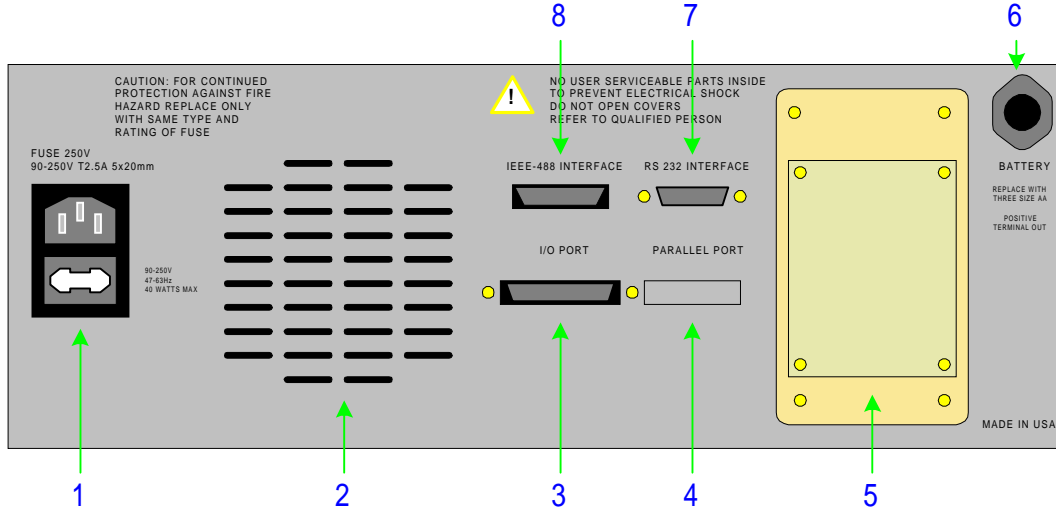 8 7 6
CAUTION: FOR CONTINUED
PROTECTION AGAINST FIRE
HAZARD REPLACE ONLY
WITH SAME TYPE AND
RATING OF FUSE
!
NO USER SERVICEABLE PARTS INSIDE
TO PREVENT ELECTRICAL SHOCK
DO NOT OPEN COVERS
REFER TO QUALIFIED PERSON
FUSE 250V
90-250V T2.5A 5x20mm
IEEE-488 INTERFACE
RS 232 INTERFACE
BATTERY
REPLACE WITH
THREE SIZE AA
POSITIVE
TERMINAL OUT
I/O PORT
PARALLEL PORT
90-250V
47-63Hz
40 WATTS MAX
MADE IN USA
1 2 3 4 5